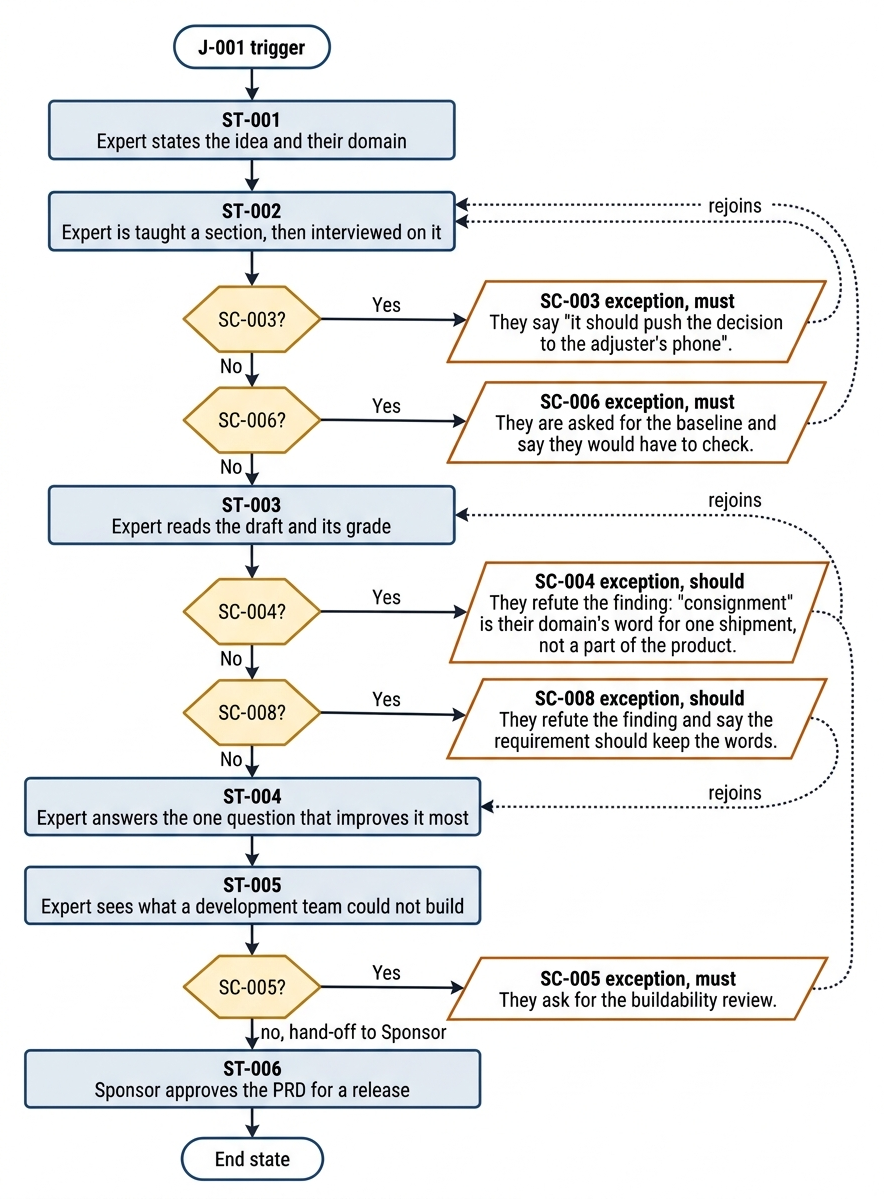 J-001 trigger
ST-001
Expert states the idea and their domain
ST-002
Expert is taught a section, then interviewed on it
rejoins
SC-003?
Yes
SC-003 exception, must
They say "it should push the decision
to the adjuster's phone".
No
SC-006?
Yes
SC-006 exception, must
They are asked for the baseline and
say they would have to check.
No
ST-003
Expert reads the draft and its grade
rejoins
SC-004?
Yes
SC-004 exception, should
They refute the finding: "consignment"
is their domain's word for one shipment,
not a part of the product.
No
SC-008?
Yes
SC-008 exception, should
They refute the finding and say the
requirement should keep the words.
No
ST-004
Expert answers the one question that improves it most
rejoins
ST-005
Expert sees what a development team could not build
SC-005?
Yes
SC-005 exception, must
They ask for the buildability review.
no, hand-off to Sponsor
ST-006
Sponsor approves the PRD for a release
End state